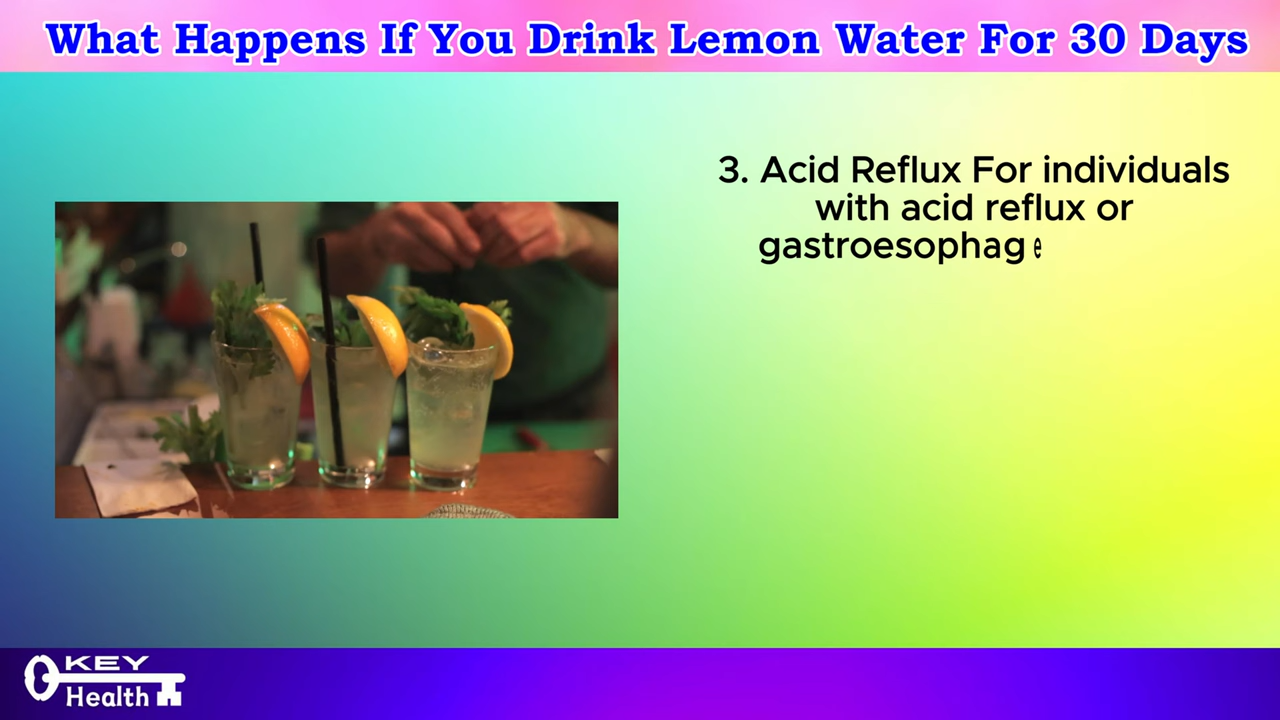 What Happens If You Drink Lemon Water For 30 Days
3. Acid Reflux For individuals
with acid reflux or
gastroesophage
KEY
Health